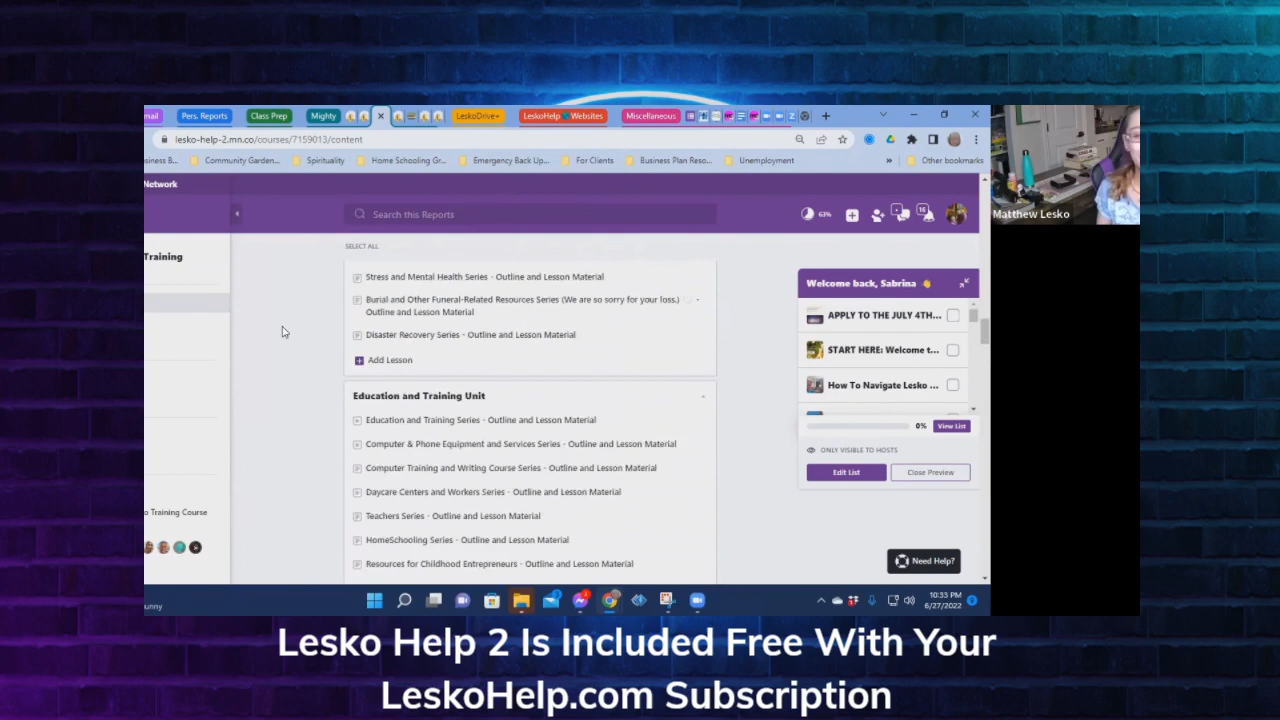 mail
Pers. Reports
Class Prep
Mighty
LeskoDrive
LeskoHelp Websites
Miscellaneous
lesko-help-2.mn.co/courses/7159013/content
siness B...
Community Garden...
Spirituality
Home Schooling Gr...
Emergency Back Up...
For Clients
Business Plan Reso...
Unemployment
»
Other bookmarks
Network
Search this Reports
63%
16
Matthew Lesko
SELECT ALL
Training
Stress and Mental Health Series - Outline and Lesson Material
Burial and Other Funeral-Related Resources Series (We are so sorry for your loss.) -
Outline and Lesson Material
Disaster Recovery Series - Outline and Lesson Material
Add Lesson
Education and Training Unit
Education and Training Series - Outline and Lesson Material
Computer & Phone Equipment and Services Series - Outline and Lesson Material
Computer Training and Writing Course Series - Outline and Lesson Material
Daycare Centers and Workers Series - Outline and Lesson Material
Teachers Series - Outline and Lesson Material
HomeSchooling Series - Outline and Lesson Material
Resources for Childhood Entrepreneurs - Outline and Lesson Material
o Training Course
Welcome back, Sabrina 👋
APPLY TO THE JULY 4TH...
START HERE: Welcome t...
How To Navigate Lesko ...
0%
View List
ONLY VISIBLE TO HOSTS
Edit List
Close Preview
Need Help?
unny
10:33 PM
6/27/2022
Lesko Help 2 Is Included Free With Your
LeskoHelp.com Subscription